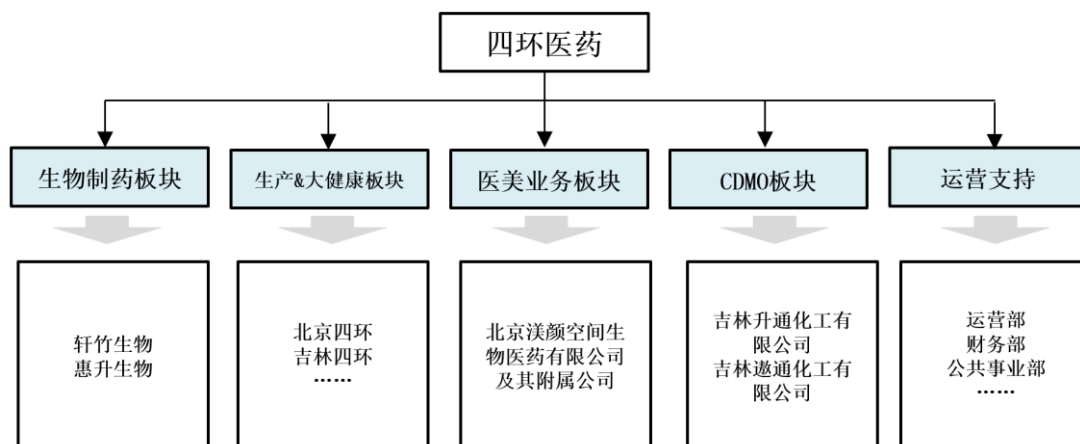 四环医药
生物制药板块
生产&大健康板块
医美业务板块
CDMO板块
运营支持
轩竹生物
惠升生物
北京四环
吉林四环
……
北京渼颜空间生
物医药有限公司
及其附属公司
吉林升通化工有
限公司
吉林遨通化工有
限公司
运营部
财务部
公共事业部
……